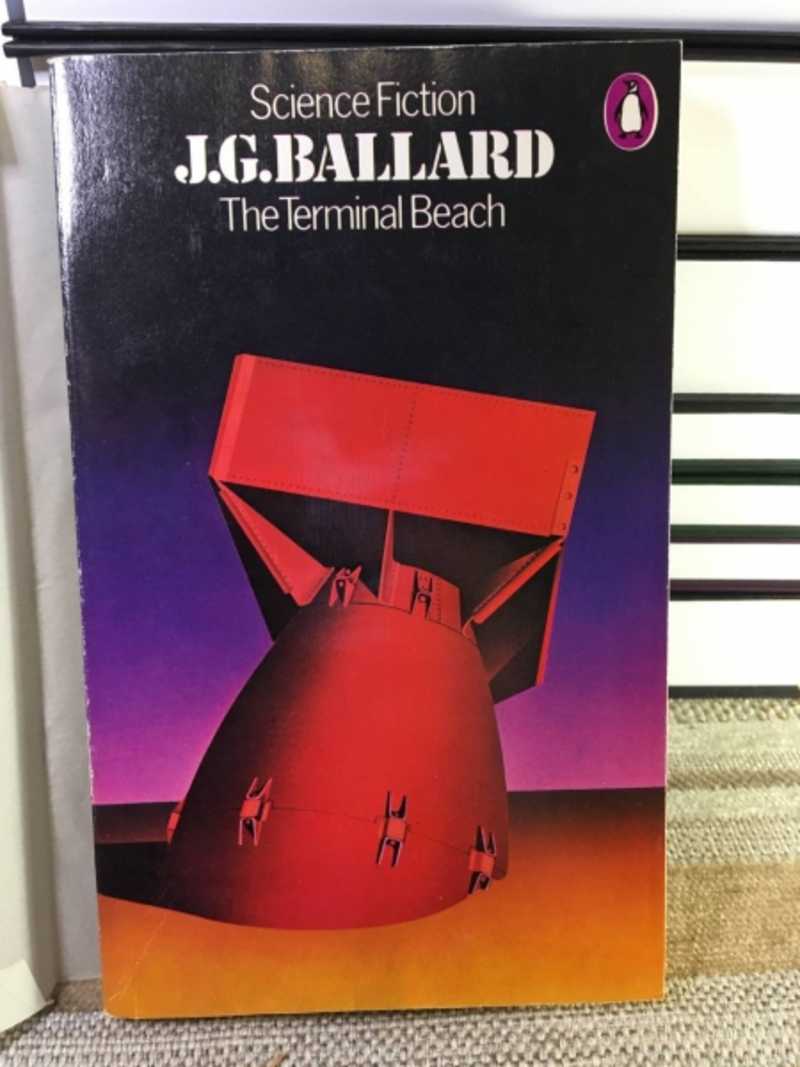 Science Fiction
J.G.BALLARD
The Terminal Beach